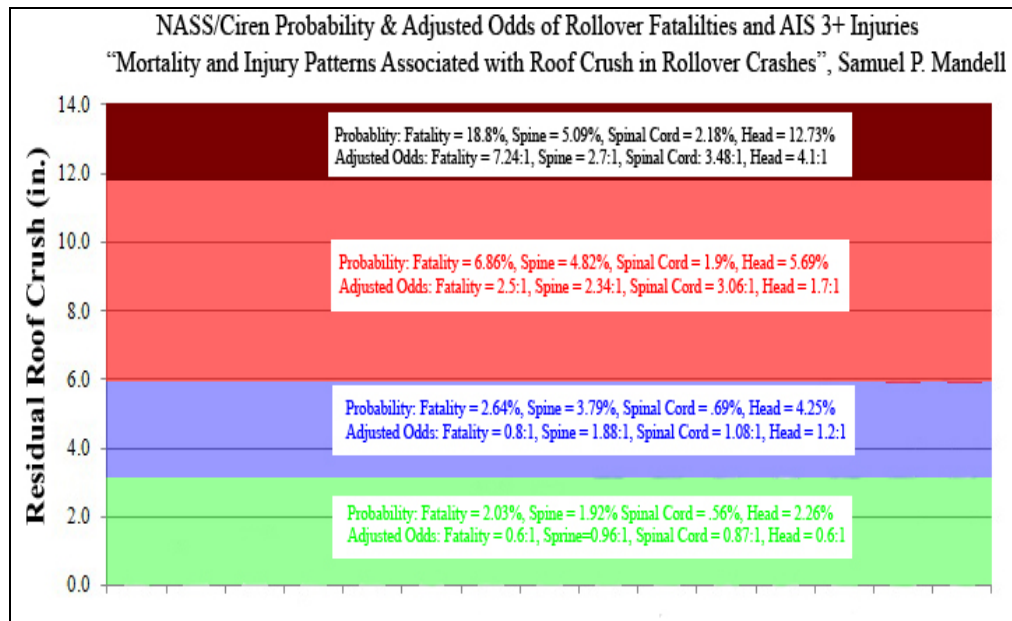 NASS/Ciren Probability & Adjusted Odds of Rollover Fatalilties and AIS 3+ Injuries
“Mortality and Injury Patterns Associated with Roof Crush in Rollover Crashes”, Samuel P. Mandell
Residual Roof Crush (in.)
14.0
Probablity: Fatality = 18.8%, Spine = 5.09%, Spinal Cord = 2.18%, Head = 12.73%
Adjusted Odds: Fatality = 7.24:1, Spine = 2.7:1, Spinal Cord: 3.48:1, Head = 4.1:1
12.0
10.0
Probability: Fatality = 6.86%, Spine = 4.82%, Spinal Cord = 1.9%, Head = 5.69%
Adjusted Odds: Fatality = 2.5:1, Spine = 2.34:1, Spinal Cord = 3.06:1, Head = 1.7:1
8.0
6.0
Probability: Fatality = 2.64%, Spine = 3.79%, Spinal Cord = .69%, Head = 4.25%
Adjusted Odds: Fatality = 0.8:1, Spine = 1.88:1, Spinal Cord = 1.08:1, Head = 1.2:1
4.0
2.0
Probability: Fatality = 2.03%, Spine = 1.92% Spinal Cord = .56%, Head = 2.26%
Adjusted Odds: Fatality = 0.6:1, Sprine=0.96:1, Spinal Cord = 0.87:1, Head = 0.6:1
0.0